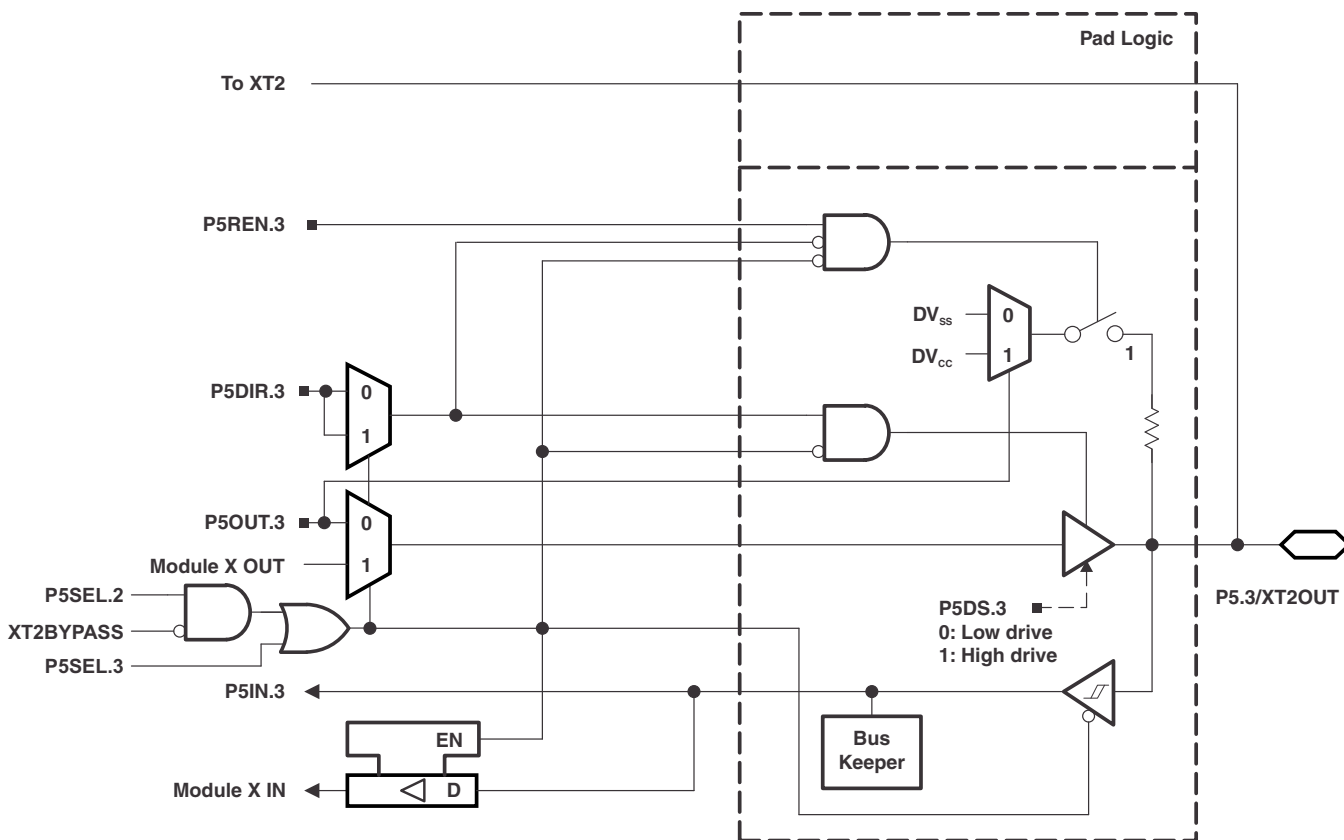 Pad Logic
To XT2
P5REN.3
DVss
0
DVcc
1
1
P5DIR.3
0
1
P5OUT.3
0
Module X OUT
1
P5SEL.2
XT2BYPASS
P5SEL.3
P5DS.3
0: Low drive
1: High drive
P5.3/XT2OUT
P5IN.3
Bus
Keeper
EN
Module X IN
D